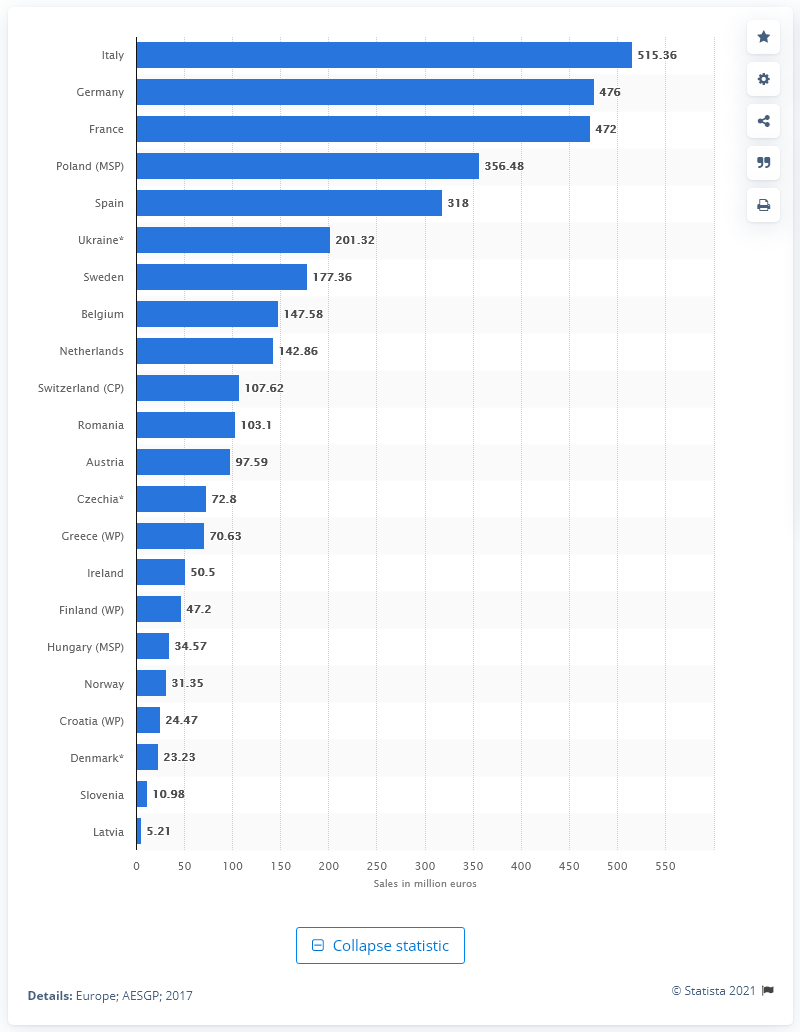 Italy 515.36
Germany 476
France 472
Poland (MSP) 356.48
Spain 318
Ukraine* 201.32
Sweden 177.36
Belgium 147.58
Netherlands 142.86
Switzerland (CP) 107.62
Romania 103.1
Austria 97.59
Czechia* 72.8
Greece (WP) 70.63
Ireland 50.5
Finland (WP) 47.2
Hungary (MSP) 34.57
Norway 31.35
Croatia (WP) 24.47
Denmark* 23.23
Slovenia 10.98
Latvia 5.21
0 50 100 150 200 250 300 350 400 450 500 550
Sales in million euros
Collapse statistic
Details: Europe; AESGP; 2017
© Statista 2021